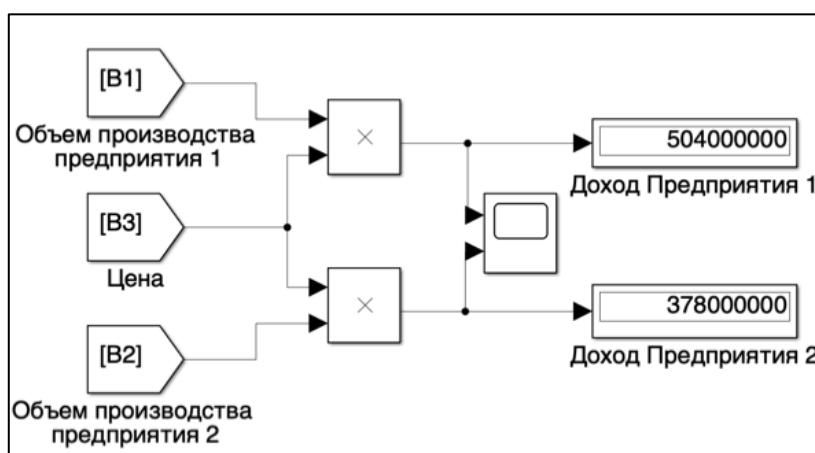 [B1]
Объем производства
предприятия 1
×
504000000
Доход Предприятия 1
[B3]
Цена
×
378000000
Доход Предприятия 2
[B2]
Объем производства
предприятия 2